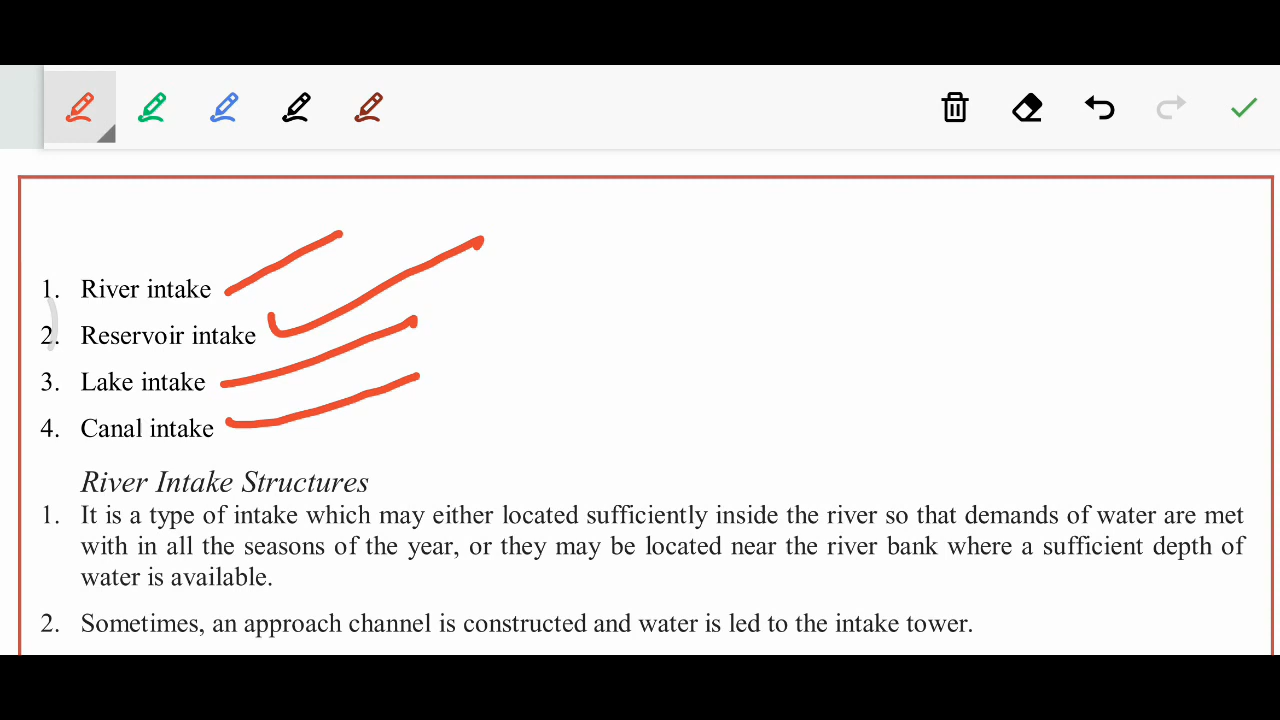 1. River intake
2. Reservoir intake
3. Lake intake
4. Canal intake
River Intake Structures
1. It is a type of intake which may either located sufficiently inside the river so that demands of water are met
with in all the seasons of the year, or they may be located near the river bank where a sufficient depth of
water is available.
2. Sometimes, an approach channel is constructed and water is led to the intake tower.